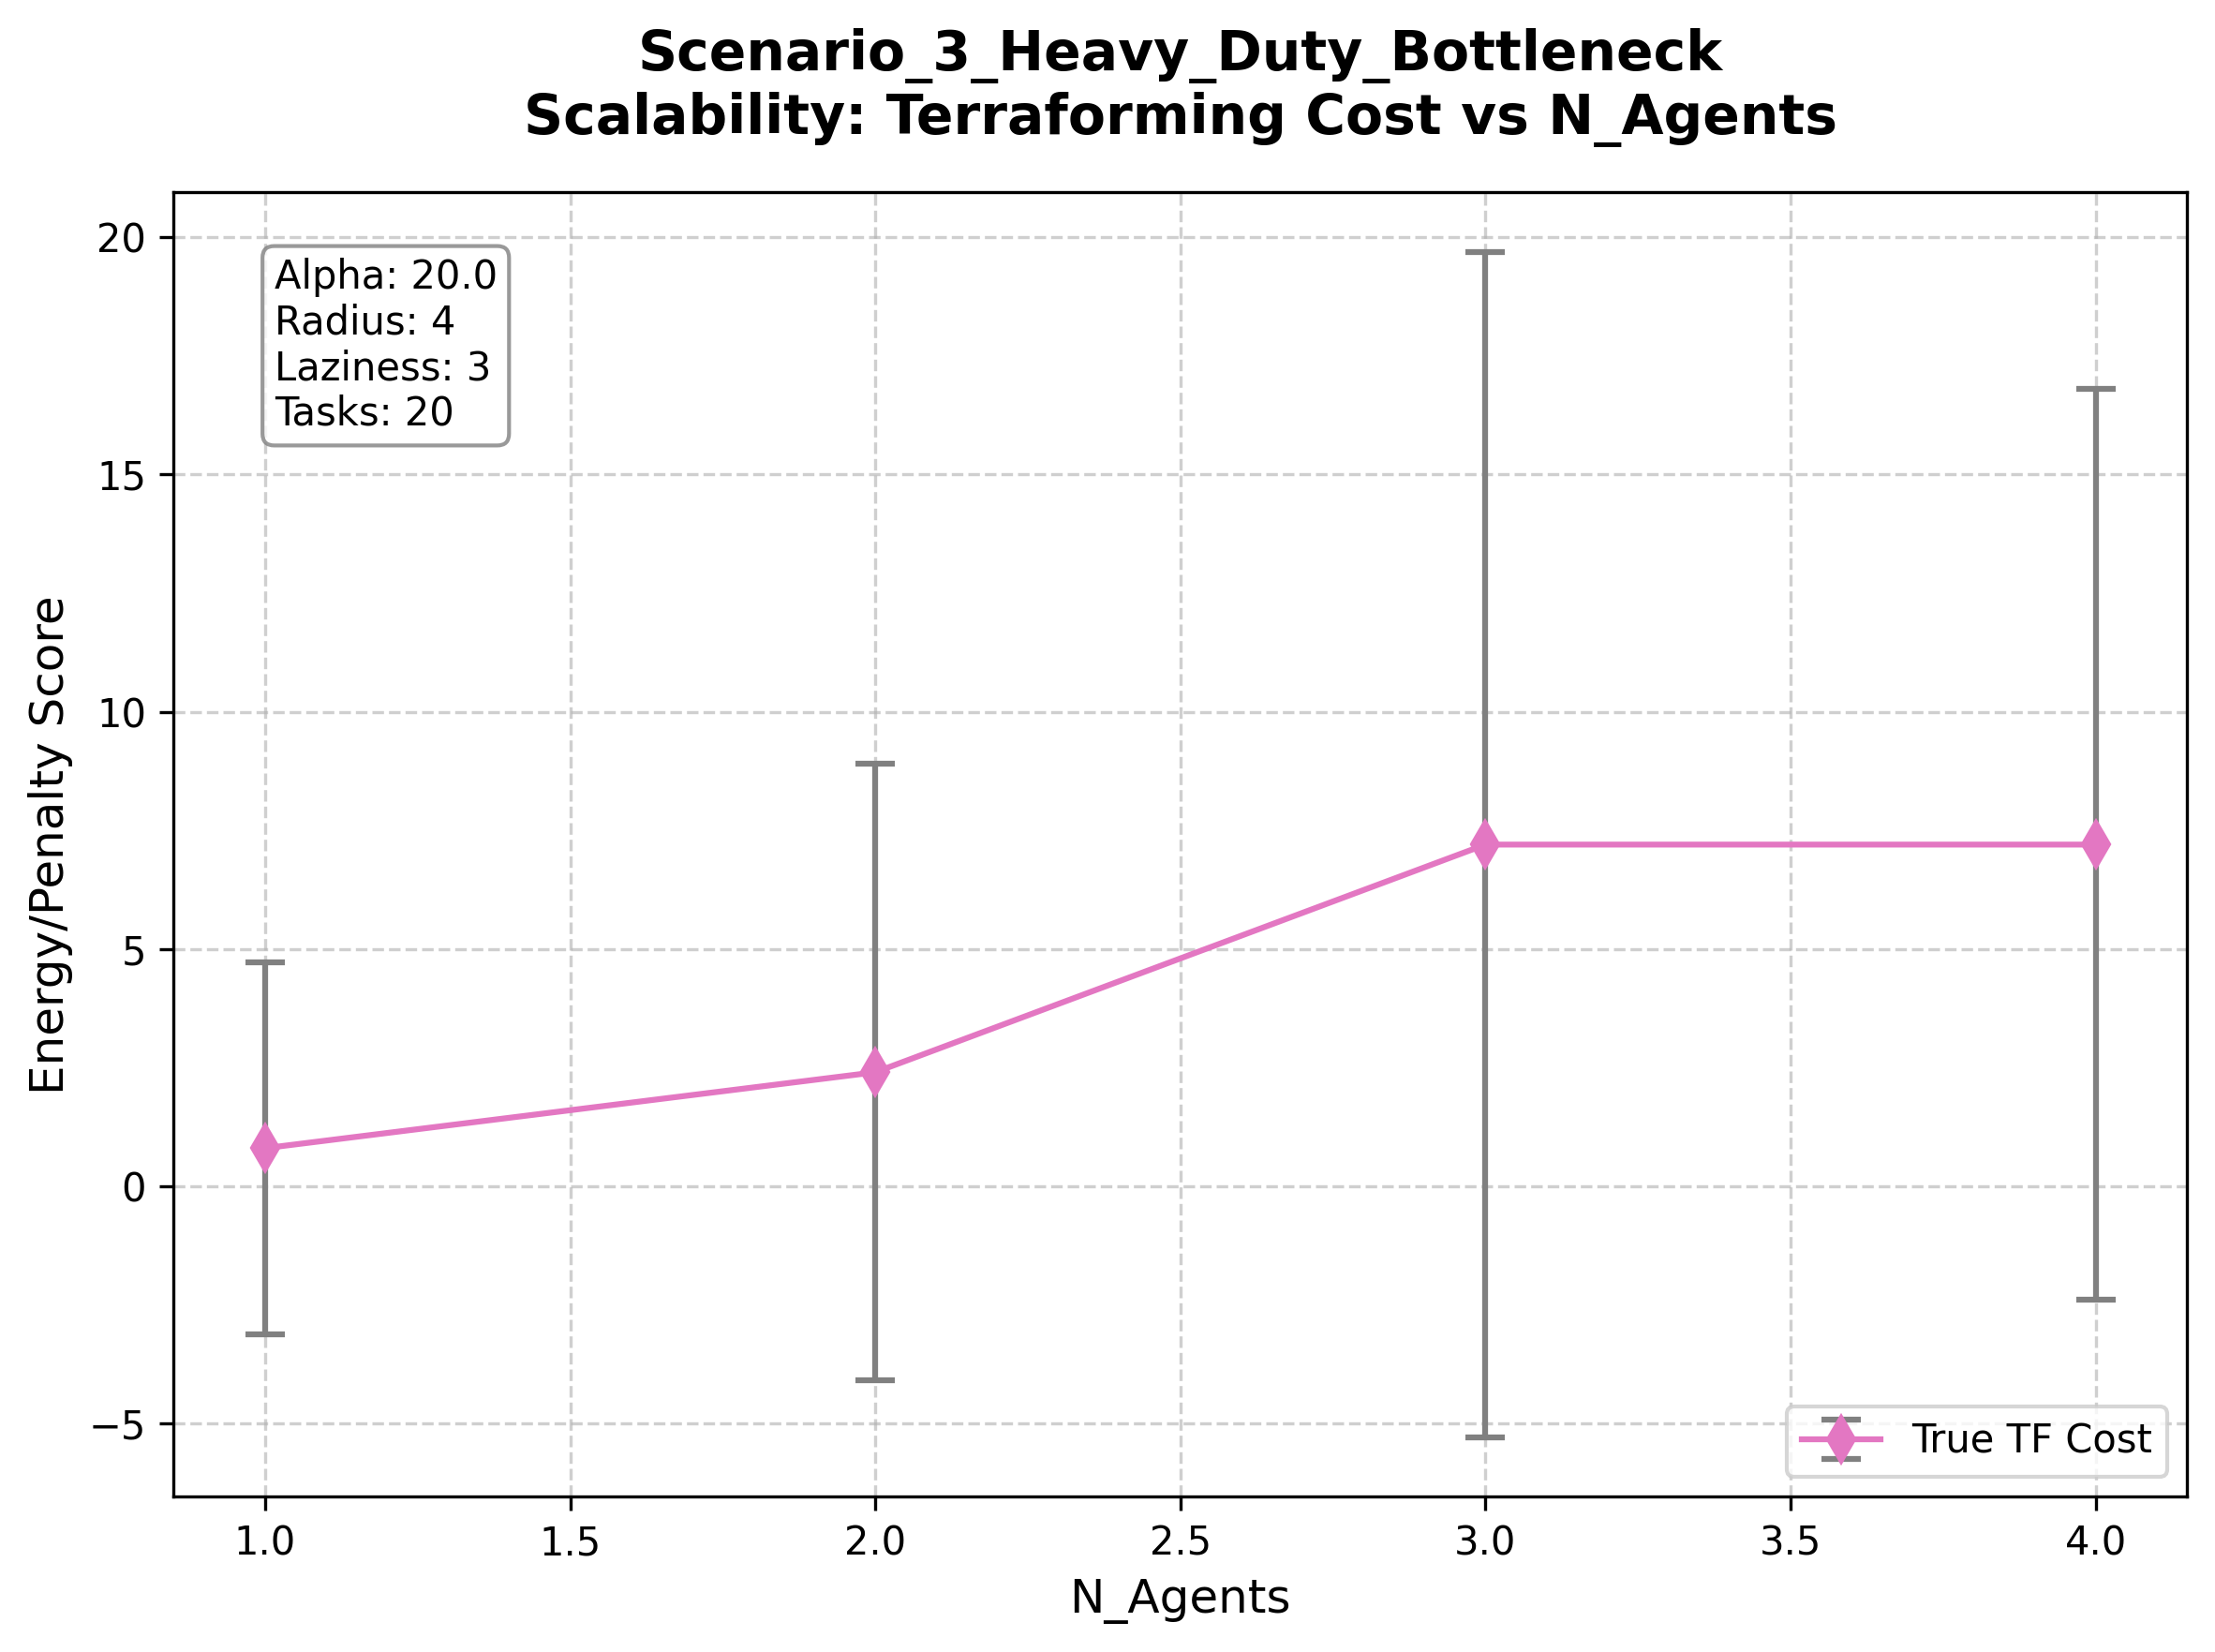 Scenario_3_Heavy_Duty_Bottleneck
Scalability: Terraforming Cost vs N_Agents
Alpha: 20.0
Radius: 4
Laziness: 3
Tasks: 20
Energy/Penalty Score
20
15
10
5
0
−5
True TF Cost
1.0 1.5 2.0 2.5 3.0 3.5 4.0
N_Agents